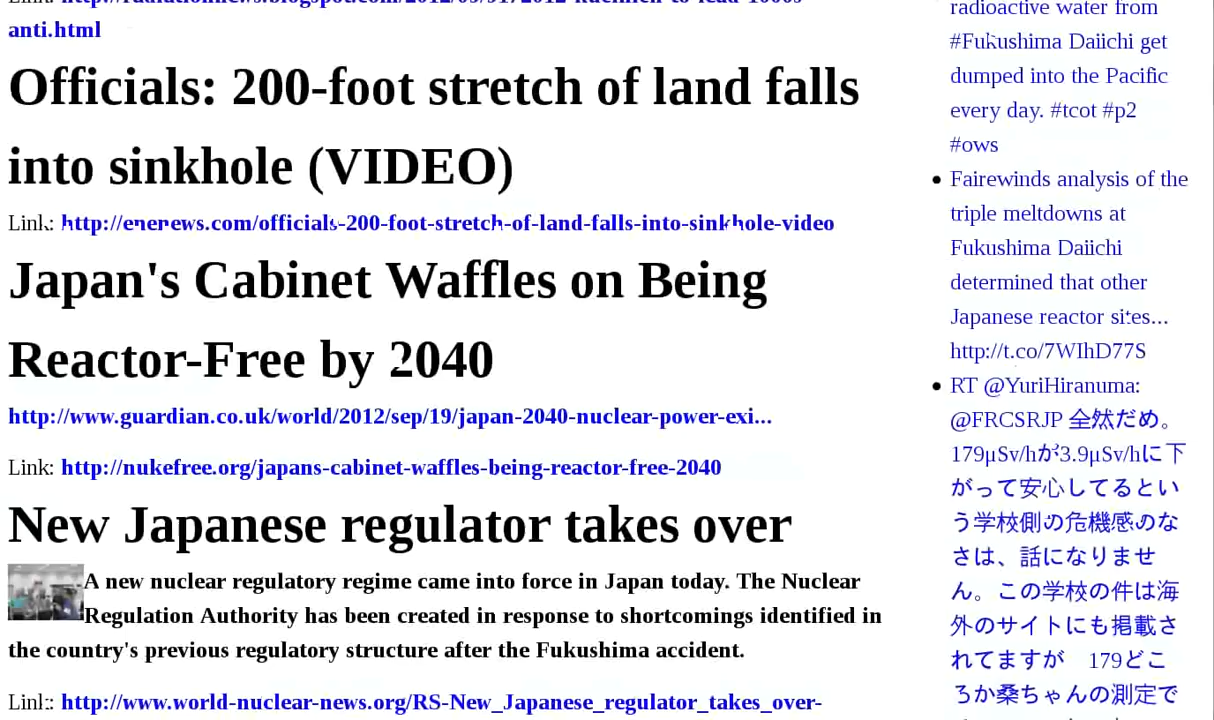 anti.html
Officials: 200-foot stretch of land falls
into sinkhole (VIDEO)
Link: http://enenews.com/officials-200-foot-stretch-of-land-falls-into-sinkhole-video
Japan's Cabinet Waffles on Being
Reactor-Free by 2040
http://www.guardian.co.uk/world/2012/sep/19/japan-2040-nuclear-power-exi...
Link: http://nukefree.org/japans-cabinet-waffles-being-reactor-free-2040
New Japanese regulator takes over
A new nuclear regulatory regime came into force in Japan today. The Nuclear
Regulation Authority has been created in response to shortcomings identified in
the country's previous regulatory structure after the Fukushima accident.
Link: http://www.world-nuclear-news.org/RS-New_Japanese_regulator_takes_over-
radioactive water from
#Fukushima Daiichi get
dumped into the Pacific
every day. #tcot #p2
#ows
Fairewinds analysis of the
triple meltdowns at
Fukushima Daiichi
determined that other
Japanese reactor sites...
http://t.co/7WIhD77S
RT @YuriHiranuma:
@FRCSRJP 全然だめ。
179μSv/hが3.9μSv/hに下
がって安心してるとい
う学校側の危機感のな
さは、話になりませ
ん。この学校の件は海
外のサイトにも掲載さ
れてますが　179どこ
ろか桑ちゃんの測定で